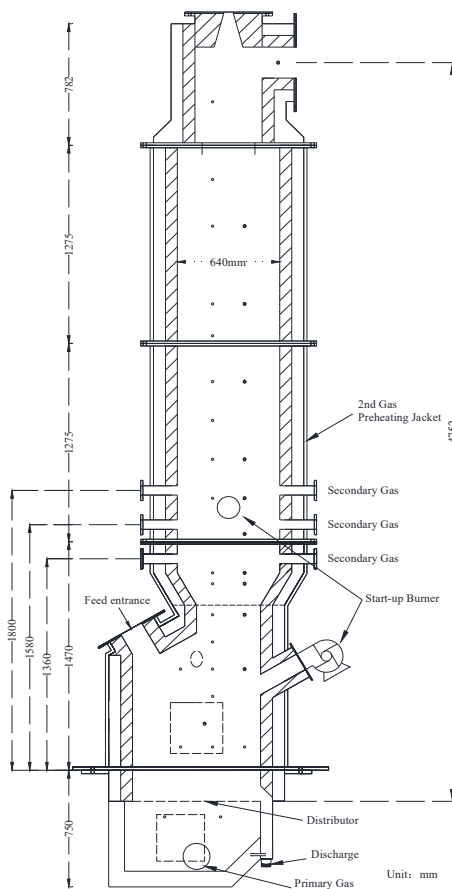 782
1275
640mm
1275
2nd Gas
Preheating Jacket
Secondary Gas
Secondary Gas
Secondary Gas
Start-up Burner
Feed entrance
1800
1580
1360
1470
750
Distributor
Discharge
Primary Gas
Unit: mm